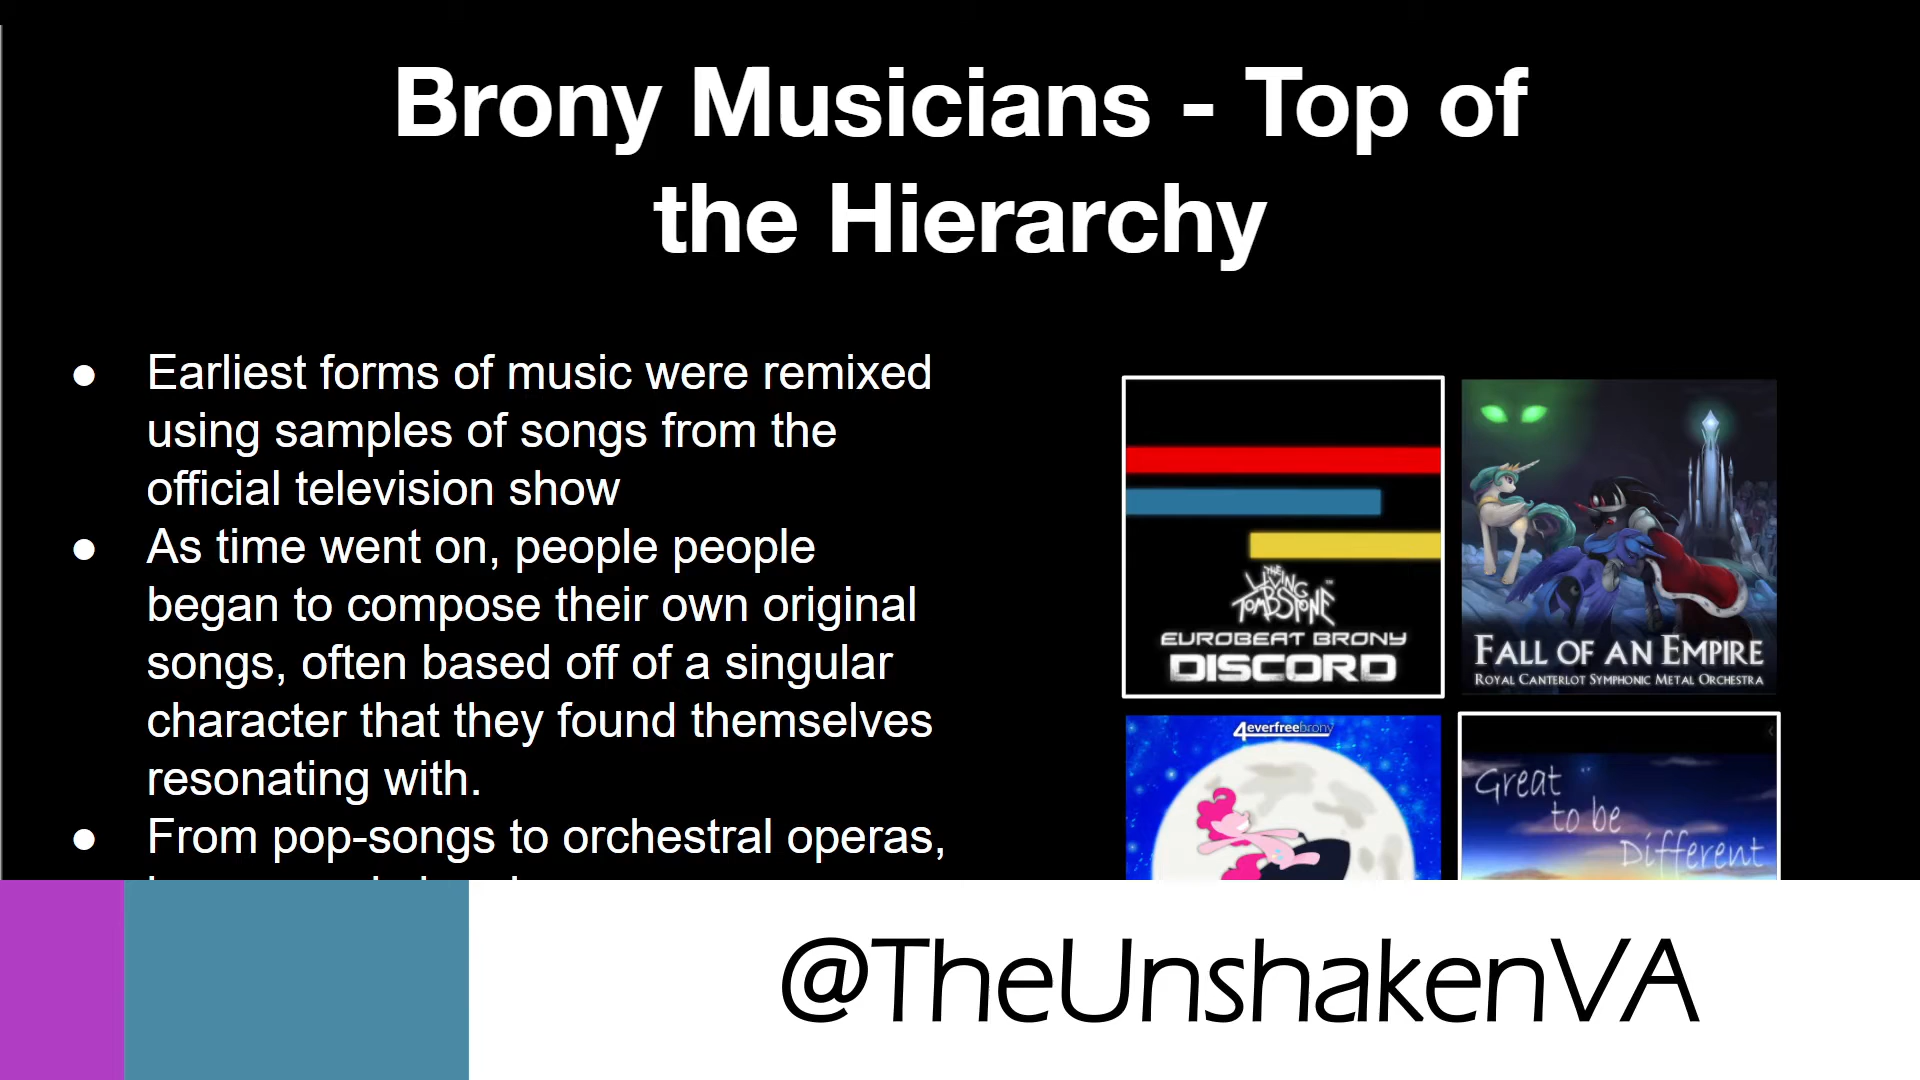 Brony Musicians - Top of
the Hierarchy
● Earliest forms of music were remixed
using samples of songs from the
official television show
● As time went on, people people
began to compose their own original
songs, often based off of a singular
character that they found themselves
resonating with.
● From pop-songs to orchestral operas,
THE LIVING TOMBSTONE™
EUROBEAT BRONY
DISCORD
FALL OF AN EMPIRE
ROYAL CANTERLOT SYMPHONIC METAL ORCHESTRA
4everfreebrony
Great
to be
Different
@TheUnshakenVA